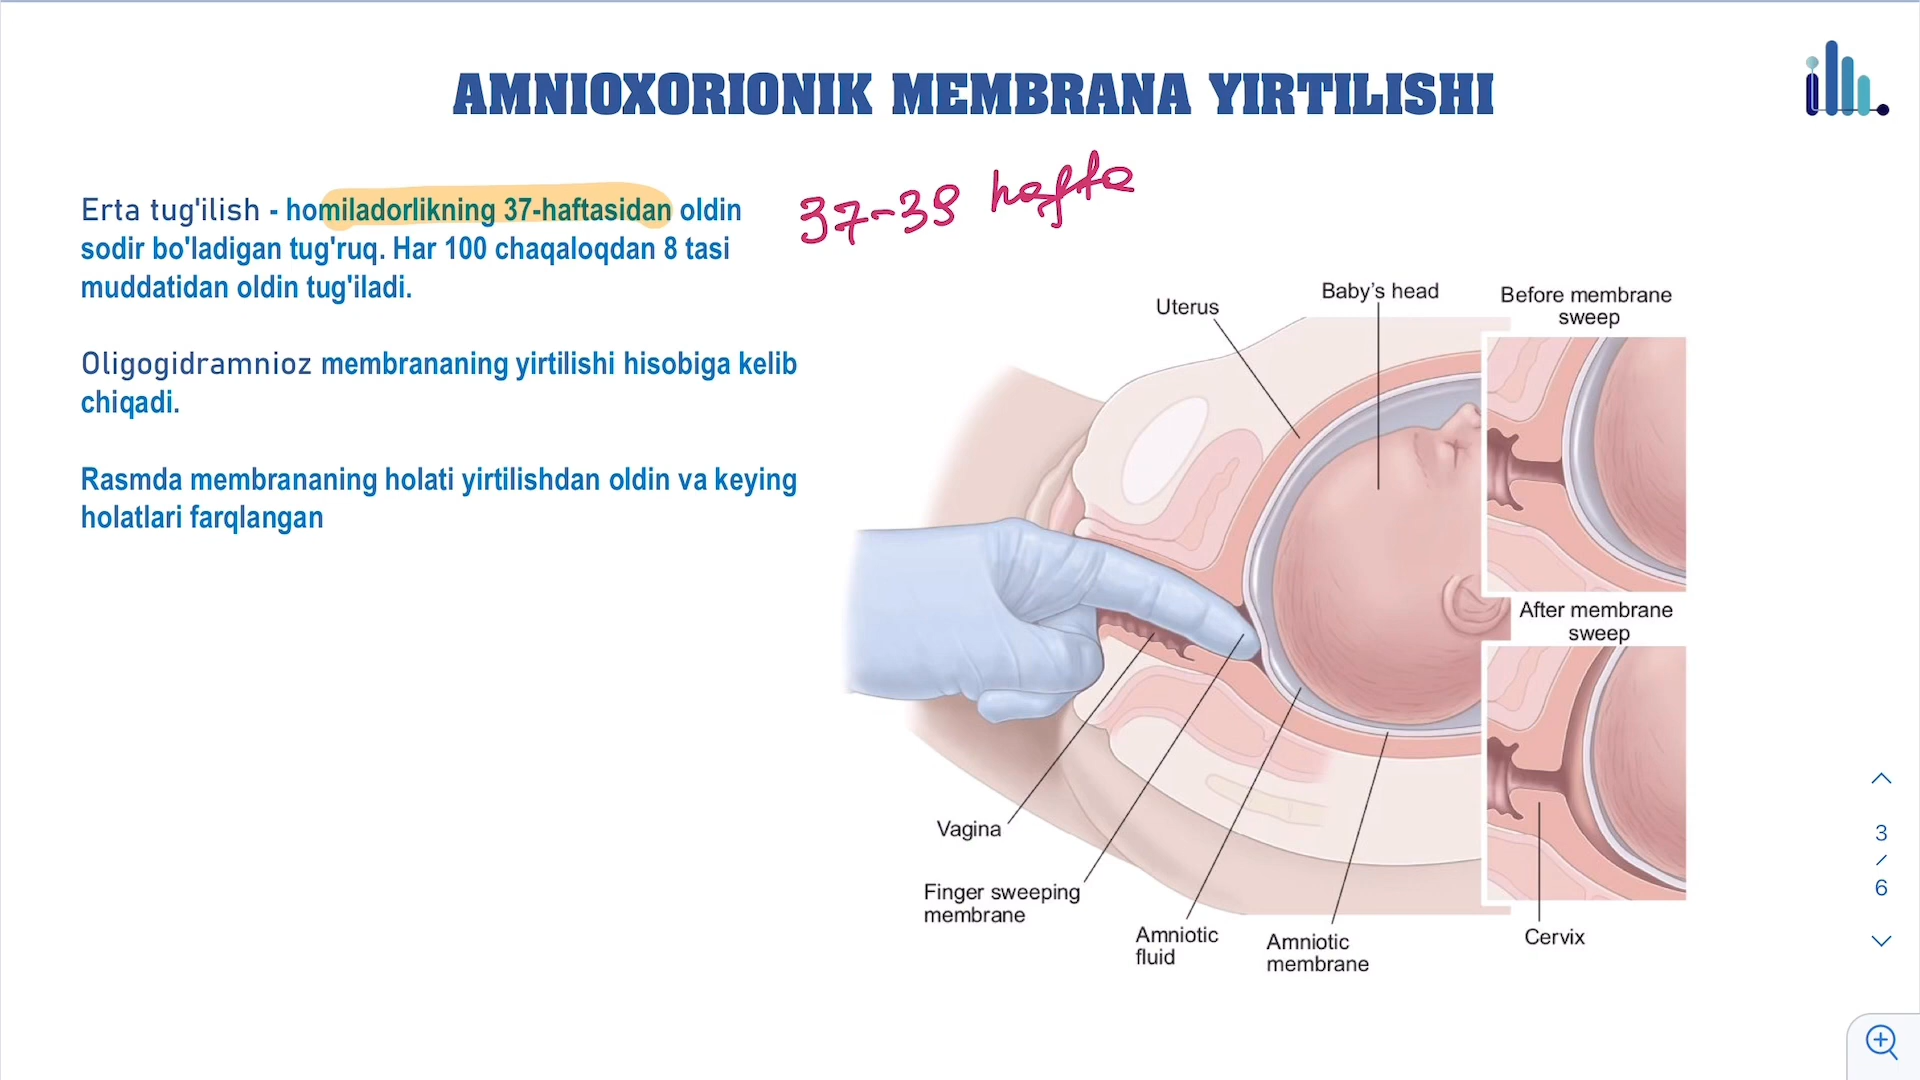 AMNIOXORIONIK MEMBRANA YIRTILISHI
Erta tug'ilish - homiladorlikning 37-haftasidan oldin
sodir bo'ladigan tug'ruq. Har 100 chaqaloqdan 8 tasi
muddatidan oldin tug'iladi.
37-38 hafta
Oligogidramnioz membrananing yirtilishi hisobiga kelib
chiqadi.
Rasmda membrananing holati yirtilishdan oldin va keying
holatlari farqlangan
Uterus
Baby's head
Before membrane
sweep
After membrane
sweep
Vagina
Finger sweeping
membrane
Amniotic
fluid
Amniotic
membrane
Cervix
3
/
6